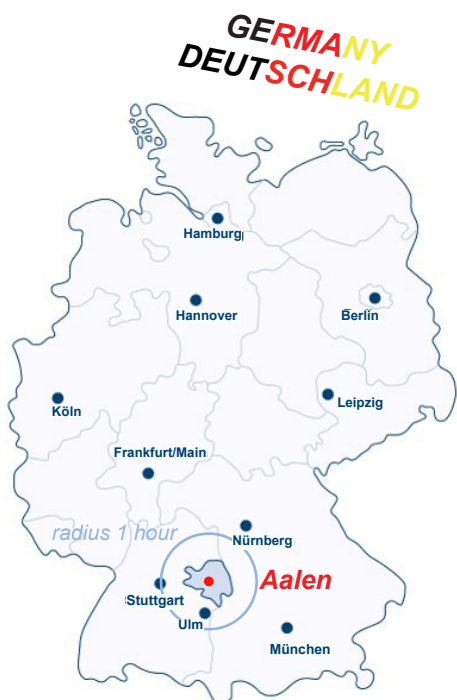 GERMANY
DEUTSCHLAND
Hamburg
Hannover
Berlin
Köln
Leipzig
Frankfurt/Main
radius 1 hour
Nürnberg
Aalen
Stuttgart
Ulm
München